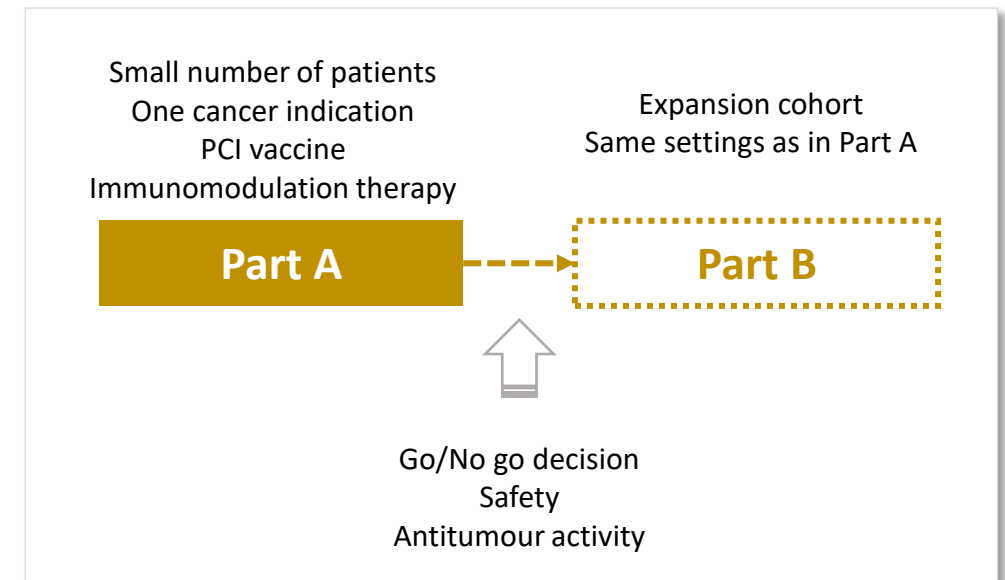 Small number of patients
One cancer indication
PCI vaccine
Immunomodulation therapy
Expansion cohort
Same settings as in Part A
Part A
Part B
Go/No go decision
Safety
Antitumour activity